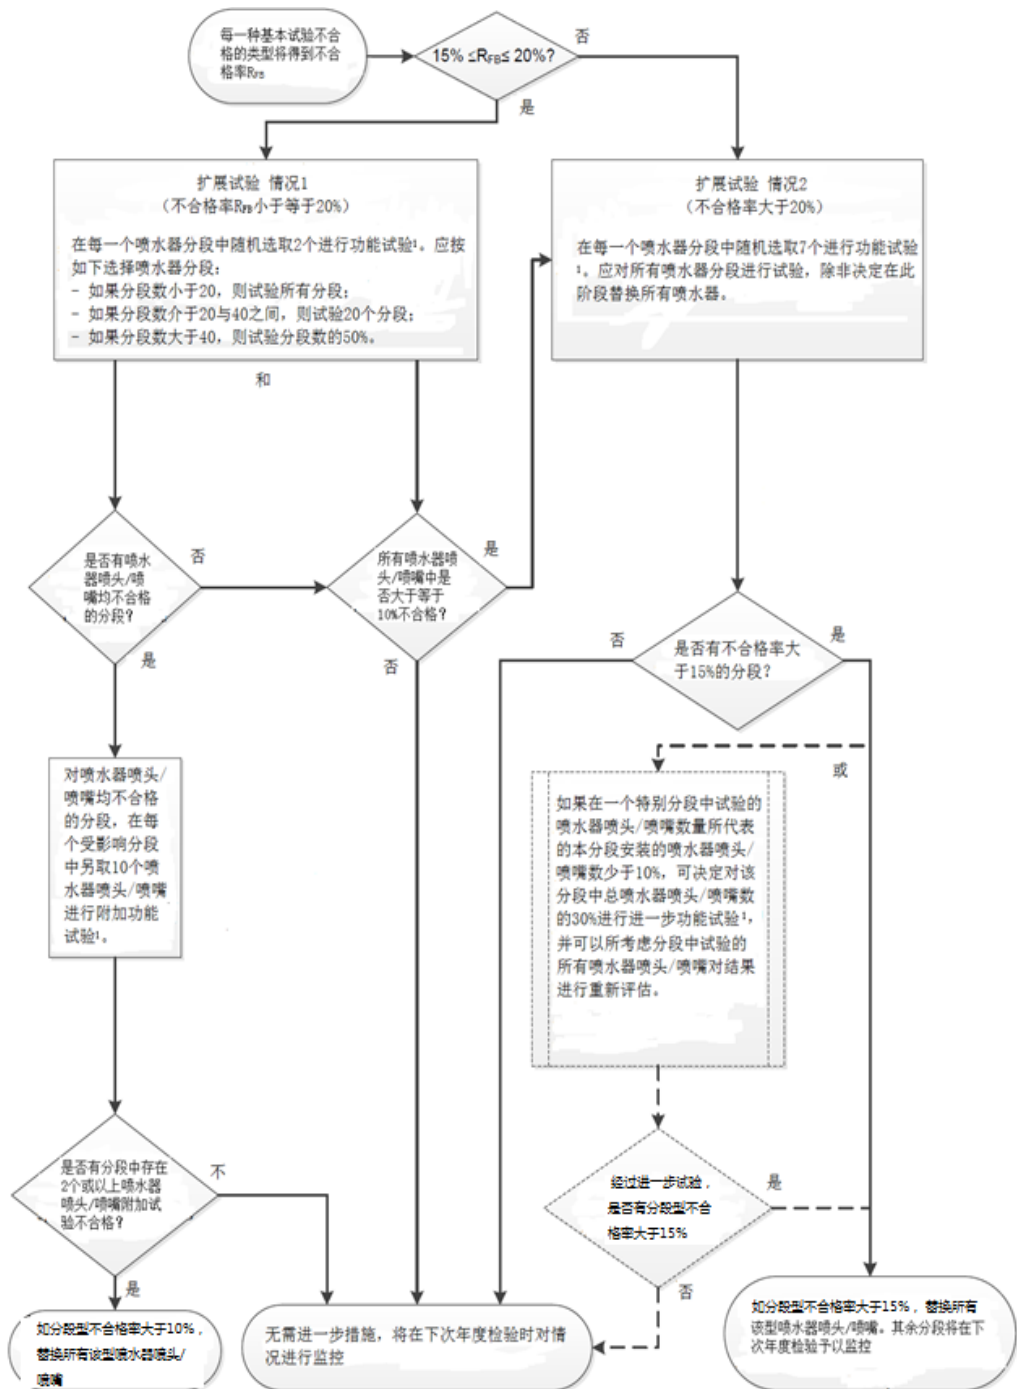 每一种基本试验不合
格的类型将得到不合
格率RFB
15% ≤RFB≤ 20%?
否
是
扩展试验 情况1
（不合格率RFB小于等于20%）
在每一个喷水器分段中随机选取2个进行功能试验¹。应按
如下选择喷水器分段：
- 如果分段数小于20，则试验所有分段；
- 如果分段数介于20与40之间，则试验20个分段；
- 如果分段数大于40，则试验分段数的50%。
和
扩展试验 情况2
（不合格率大于20%）
在每一个喷水器分段中随机选取7个进行功能试验
¹。应对所有喷水器分段进行试验，除非决定在此
阶段替换所有喷水器。
是否有喷水
器喷头/喷
嘴均不合格
的分段？
否
是
所有喷水器喷
头/喷嘴中是
否大于等于
10%不合格？
是
否
是否有不合格率大
于15%的分段？
否
是
或
对喷水器喷头/
喷嘴均不合格
的分段，在每
个受影响分段
中另取10个喷
水器喷头/喷嘴
进行附加功能
试验¹。
如果在一个特别分段中试验的
喷水器喷头/喷嘴数量所代表
的本分段安装的喷水器喷头/
喷嘴数少于10%，可决定对该
分段中总喷水器喷头/喷嘴数
的30%进行进一步功能试验¹，
并可以所考虑分段中试验的
所有喷水器喷头/喷嘴对结果
进行重新评估。
是否有分段中存在
2个或以上喷水器
喷头/喷嘴附加试
验不合格？
不
是
经过进一步试验，
是否有分段型不合
格率大于15%
是
否
如分段型不合格率大于10%，
替换所有该型喷水器喷头/
喷嘴
无需进一步措施，将在下次年度检验时对情
况进行监控
如分段型不合格率大于15%，替换所有
该型喷水器喷头/喷嘴。其余分段将在下
次年度检验予以监控